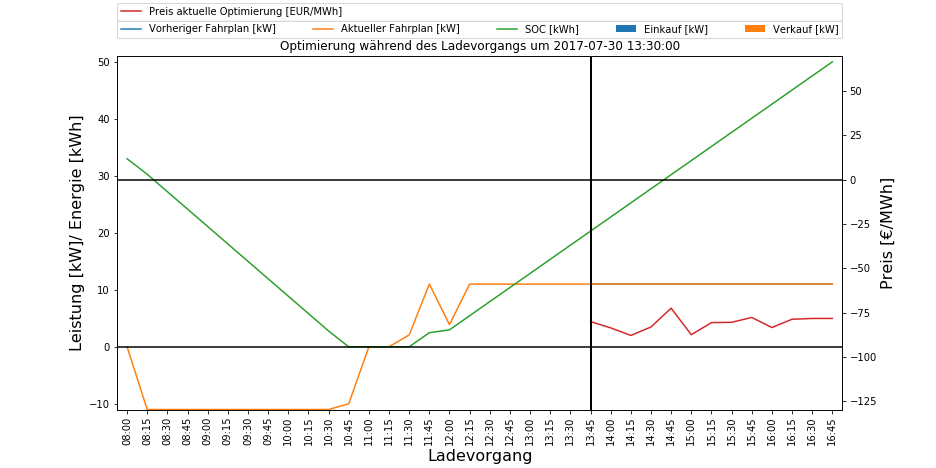 Preis aktuelle Optimierung [EUR/MWh]
Vorheriger Fahrplan [kW] Aktueller Fahrplan [kW] SOC [kWh] Einkauf [kW] Verkauf [kW]
Optimierung während des Ladevorgangs um 2017-07-30 13:30:00
Leistung [kW]/ Energie [kWh]
50
40
30
20
10
0
−10
50
25
0
−25
−50
−75
−100
−125
Preis [€/MWh]
08:00 08:15 08:30 08:45 09:00 09:15 09:30 09:45 10:00 10:15 10:30 10:45 11:00 11:15 11:30 11:45 12:00 12:15 12:30 12:45 13:00 13:15 13:30 13:45 14:00 14:15 14:30 14:45 15:00 15:15 15:30 15:45 16:00 16:15 16:30 16:45
Ladevorgang